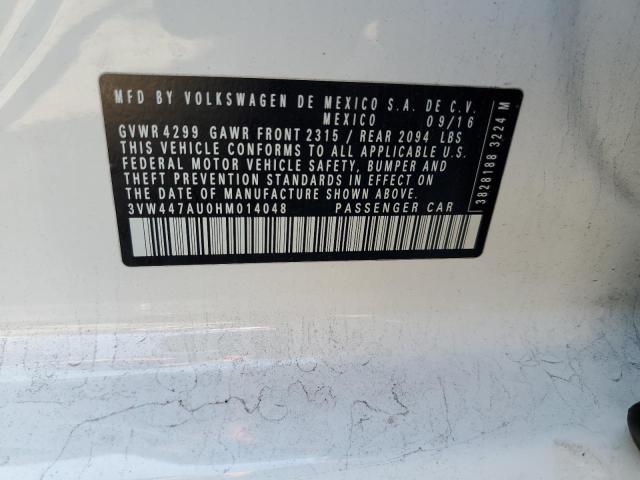 MFD BY VOLKSWAGEN DE MEXICO S.A. DE C.V.
MEXICO 09/16
GVWR 4299 GAWR FRONT 2315 / REAR 2094 LBS
THIS VEHICLE CONFORMS TO ALL APPLICABLE U.S.
FEDERAL MOTOR VEHICLE SAFETY, BUMPER AND
THEFT PREVENTION STANDARDS IN EFFECT ON
THE DATE OF MANUFACTURE SHOWN ABOVE.
3VW447AU0HM014048 PASSENGER CAR
3828188 3224 M